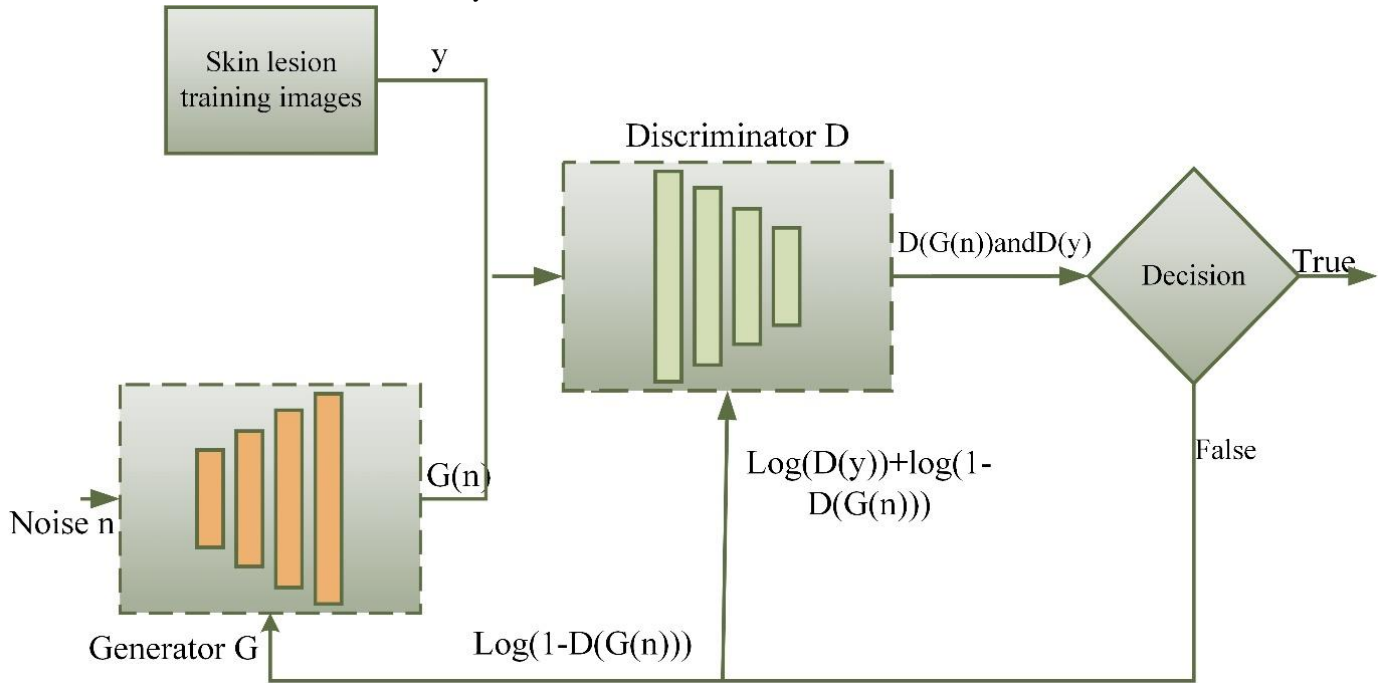 Skin lesion
training images
y
Discriminator D
D(G(n))andD(y)
Decision
True
False
Log(D(y))+log(1-
D(G(n)))
G(n)
Noise n
Generator G
Log(1-D(G(n)))